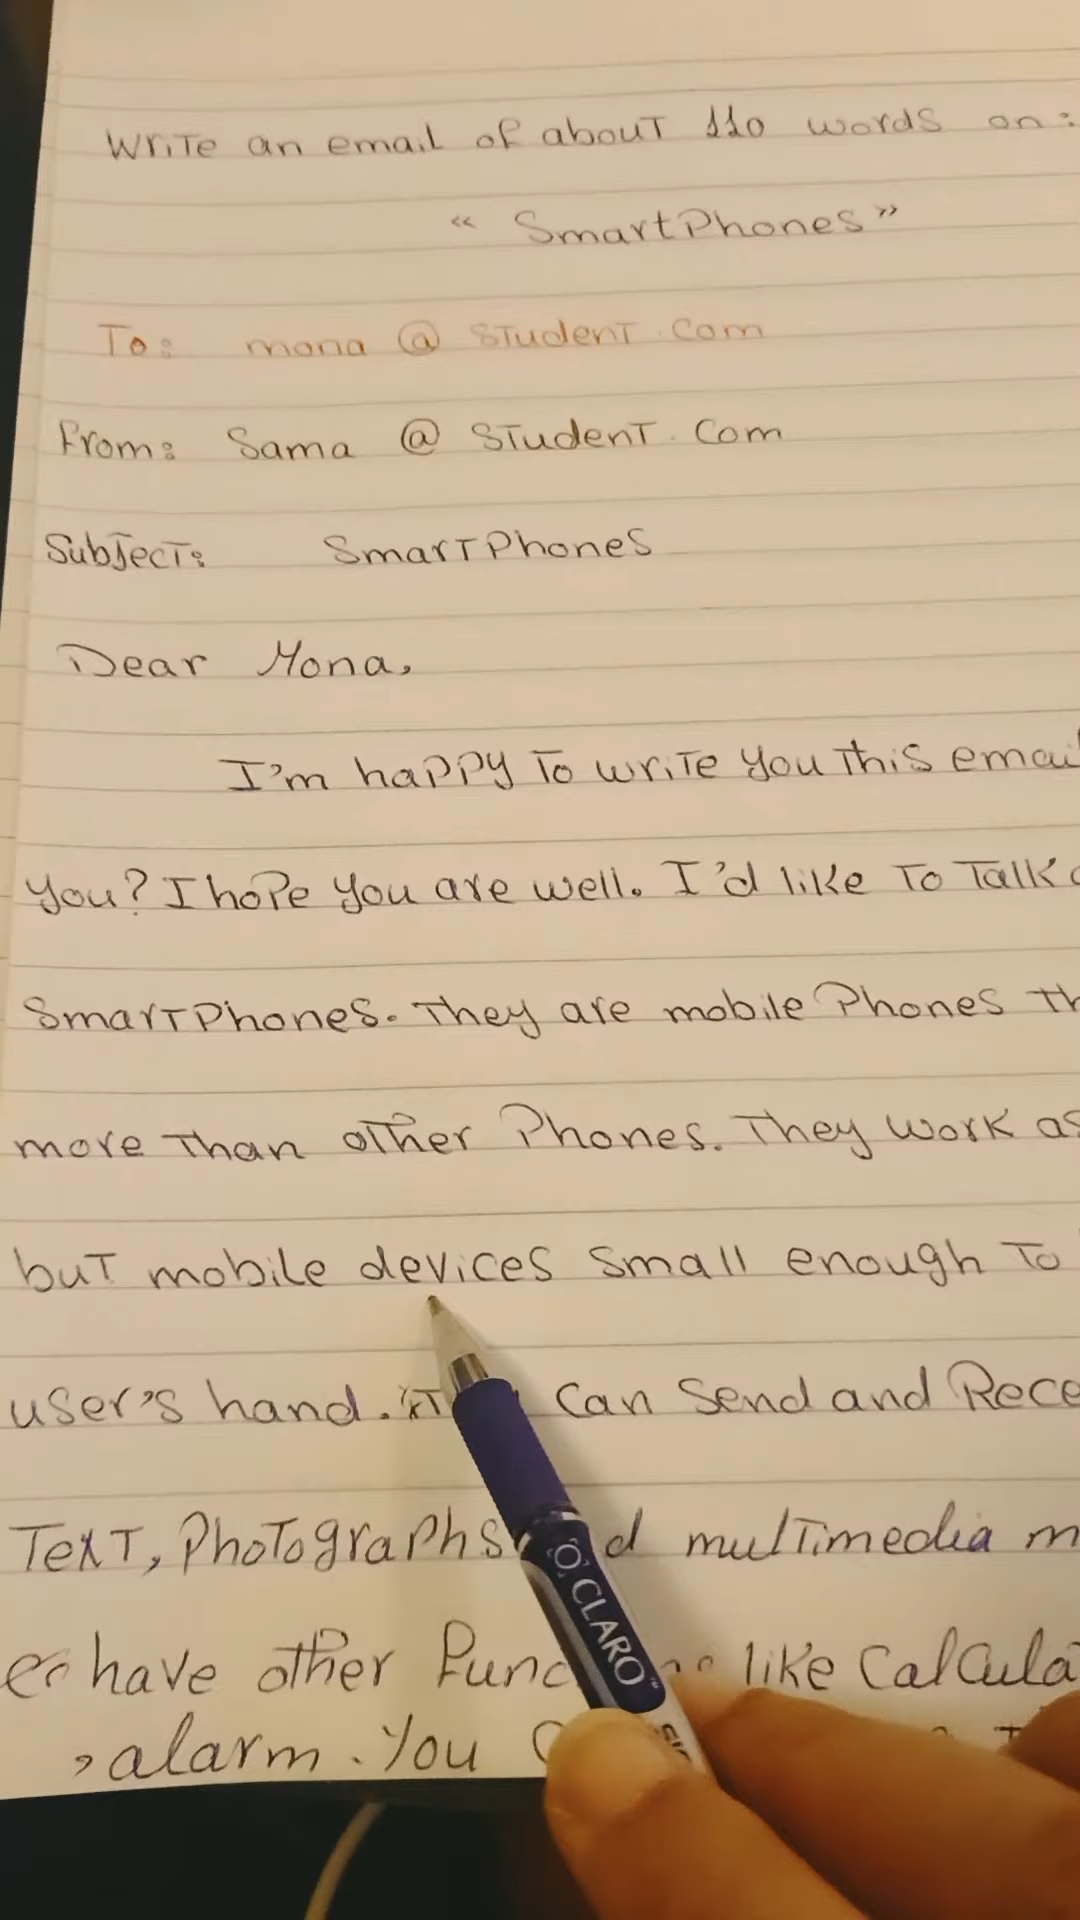 Write an email of about 110 words on:
" SmartPhones "
To: mona @ student.com
From: Sama @ student.com
Subject: SmartPhones
Dear Mona,
I'm happy to write you this email
you? I hope you are well. I'd like to Talk
SmartPhones. They are mobile Phones
more Than other Phones. They work as
but mobile devices small enough To
user's hand. can send and
Text, Photographs multimedia
& have other like
, alarm. You
CLARO